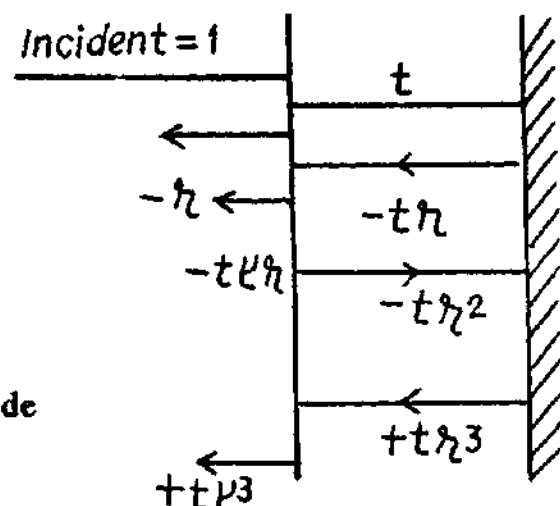 Incident = 1
t
-r
-tr
-tt'r
-tr²
de
+tr³
+tr³